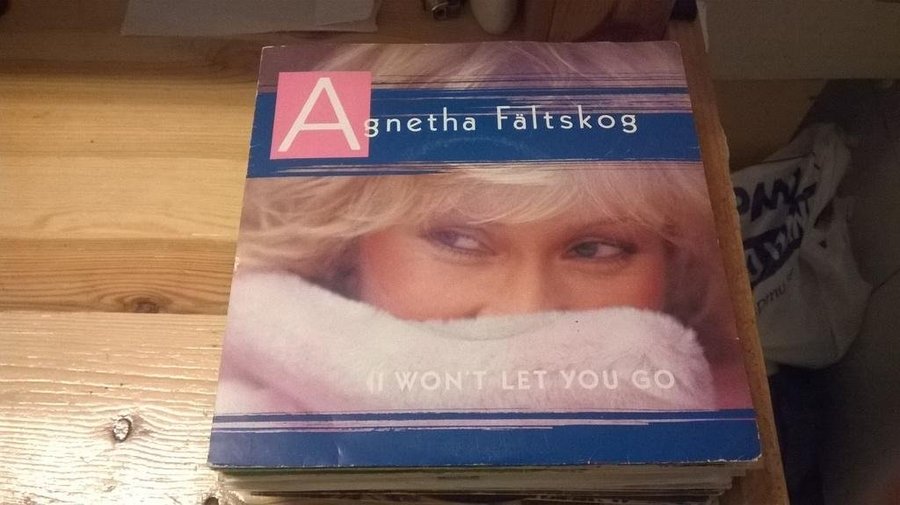 Agnetha Fältskog
(I WON'T LET YOU GO